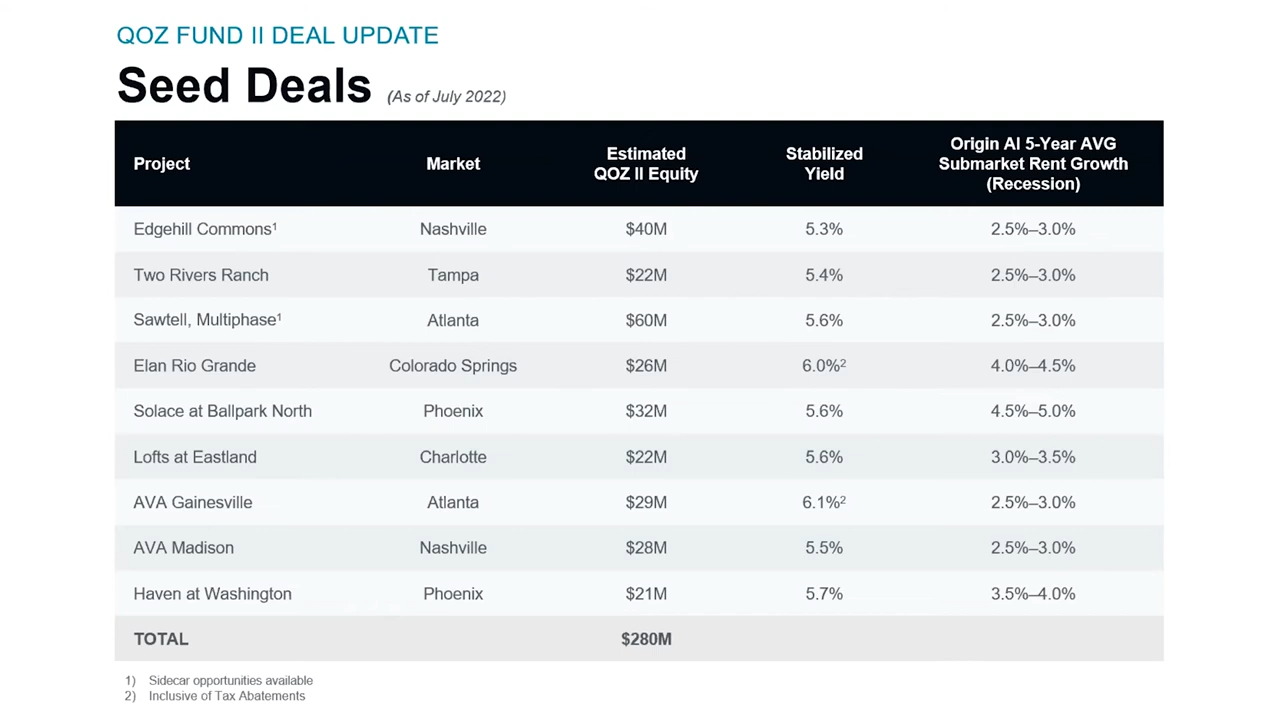 QOZ FUND II DEAL UPDATE
Seed Deals (As of July 2022)
Project Market Estimated QOZ II Equity Stabilized Yield Origin AI 5-Year AVG Submarket Rent Growth (Recession)
Edgehill Commons¹ Nashville $40M 5.3% 2.5%–3.0%
Two Rivers Ranch Tampa $22M 5.4% 2.5%–3.0%
Sawtell, Multiphase¹ Atlanta $60M 5.6% 2.5%–3.0%
Elan Rio Grande Colorado Springs $26M 6.0%² 4.0%–4.5%
Solace at Ballpark North Phoenix $32M 5.6% 4.5%–5.0%
Lofts at Eastland Charlotte $22M 5.6% 3.0%–3.5%
AVA Gainesville Atlanta $29M 6.1%² 2.5%–3.0%
AVA Madison Nashville $28M 5.5% 2.5%–3.0%
Haven at Washington Phoenix $21M 5.7% 3.5%–4.0%
TOTAL $280M
1) Sidecar opportunities available
2) Inclusive of Tax Abatements